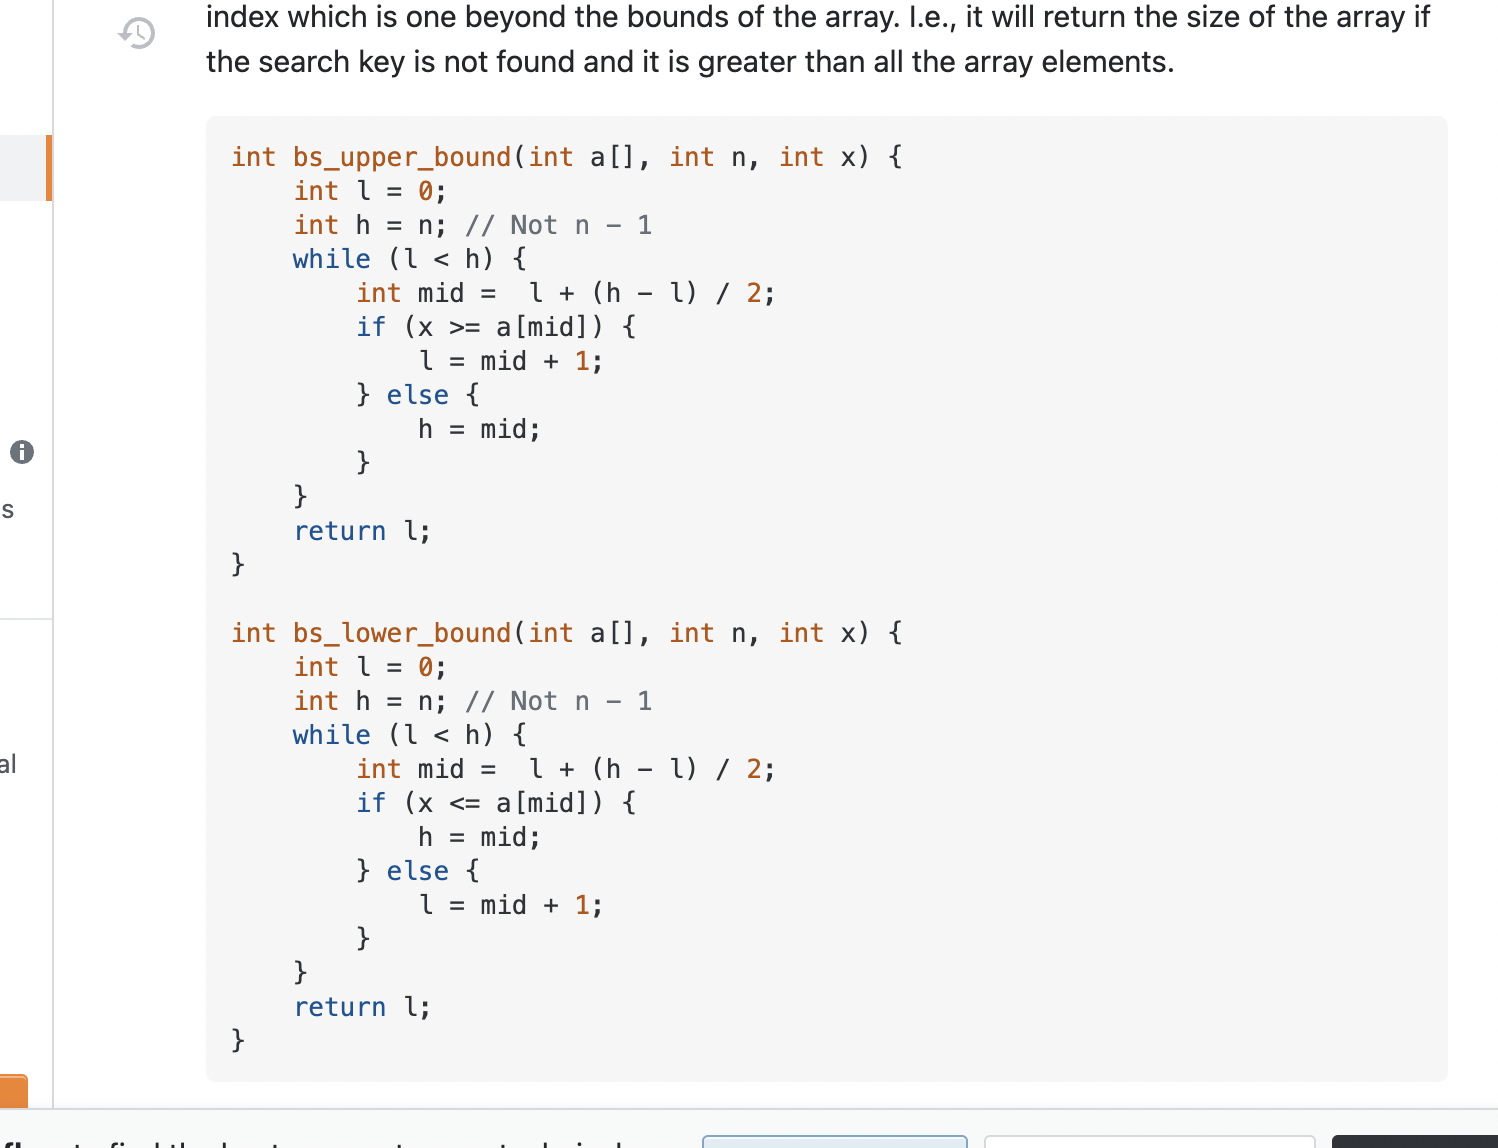 index which is one beyond the bounds of the array. I.e., it will return the size of the array if
the search key is not found and it is greater than all the array elements.
int bs_upper_bound(int a[], int n, int x) {
    int l = 0;
    int h = n; // Not n - 1
    while (l < h) {
        int mid =  l + (h - l) / 2;
        if (x >= a[mid]) {
            l = mid + 1;
        } else {
            h = mid;
        }
    }
    return l;
}
int bs_lower_bound(int a[], int n, int x) {
    int l = 0;
    int h = n; // Not n - 1
    while (l < h) {
        int mid =  l + (h - l) / 2;
        if (x <= a[mid]) {
            h = mid;
        } else {
            l = mid + 1;
        }
    }
    return l;
}
s
al